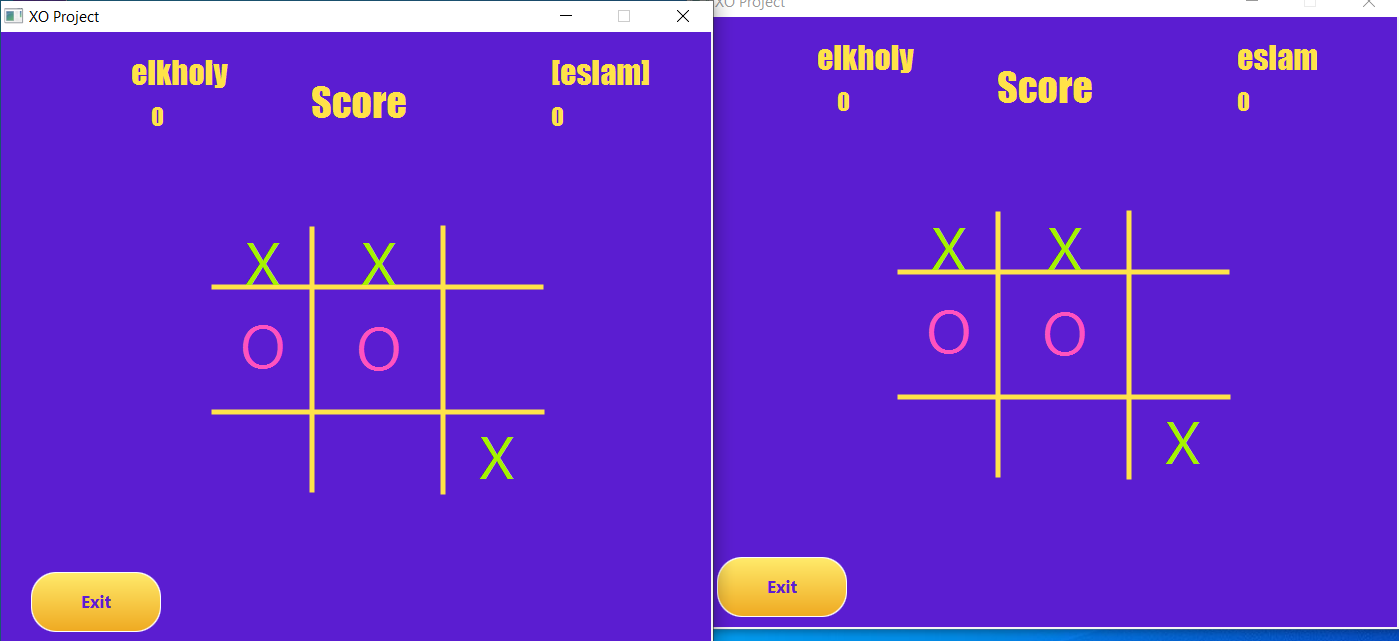 XO Project
elkholy
[eslam]
Score
0
0
X X
O O
X
Exit
XO Project
elkholy
eslam
Score
0
0
X X
O O
X
Exit